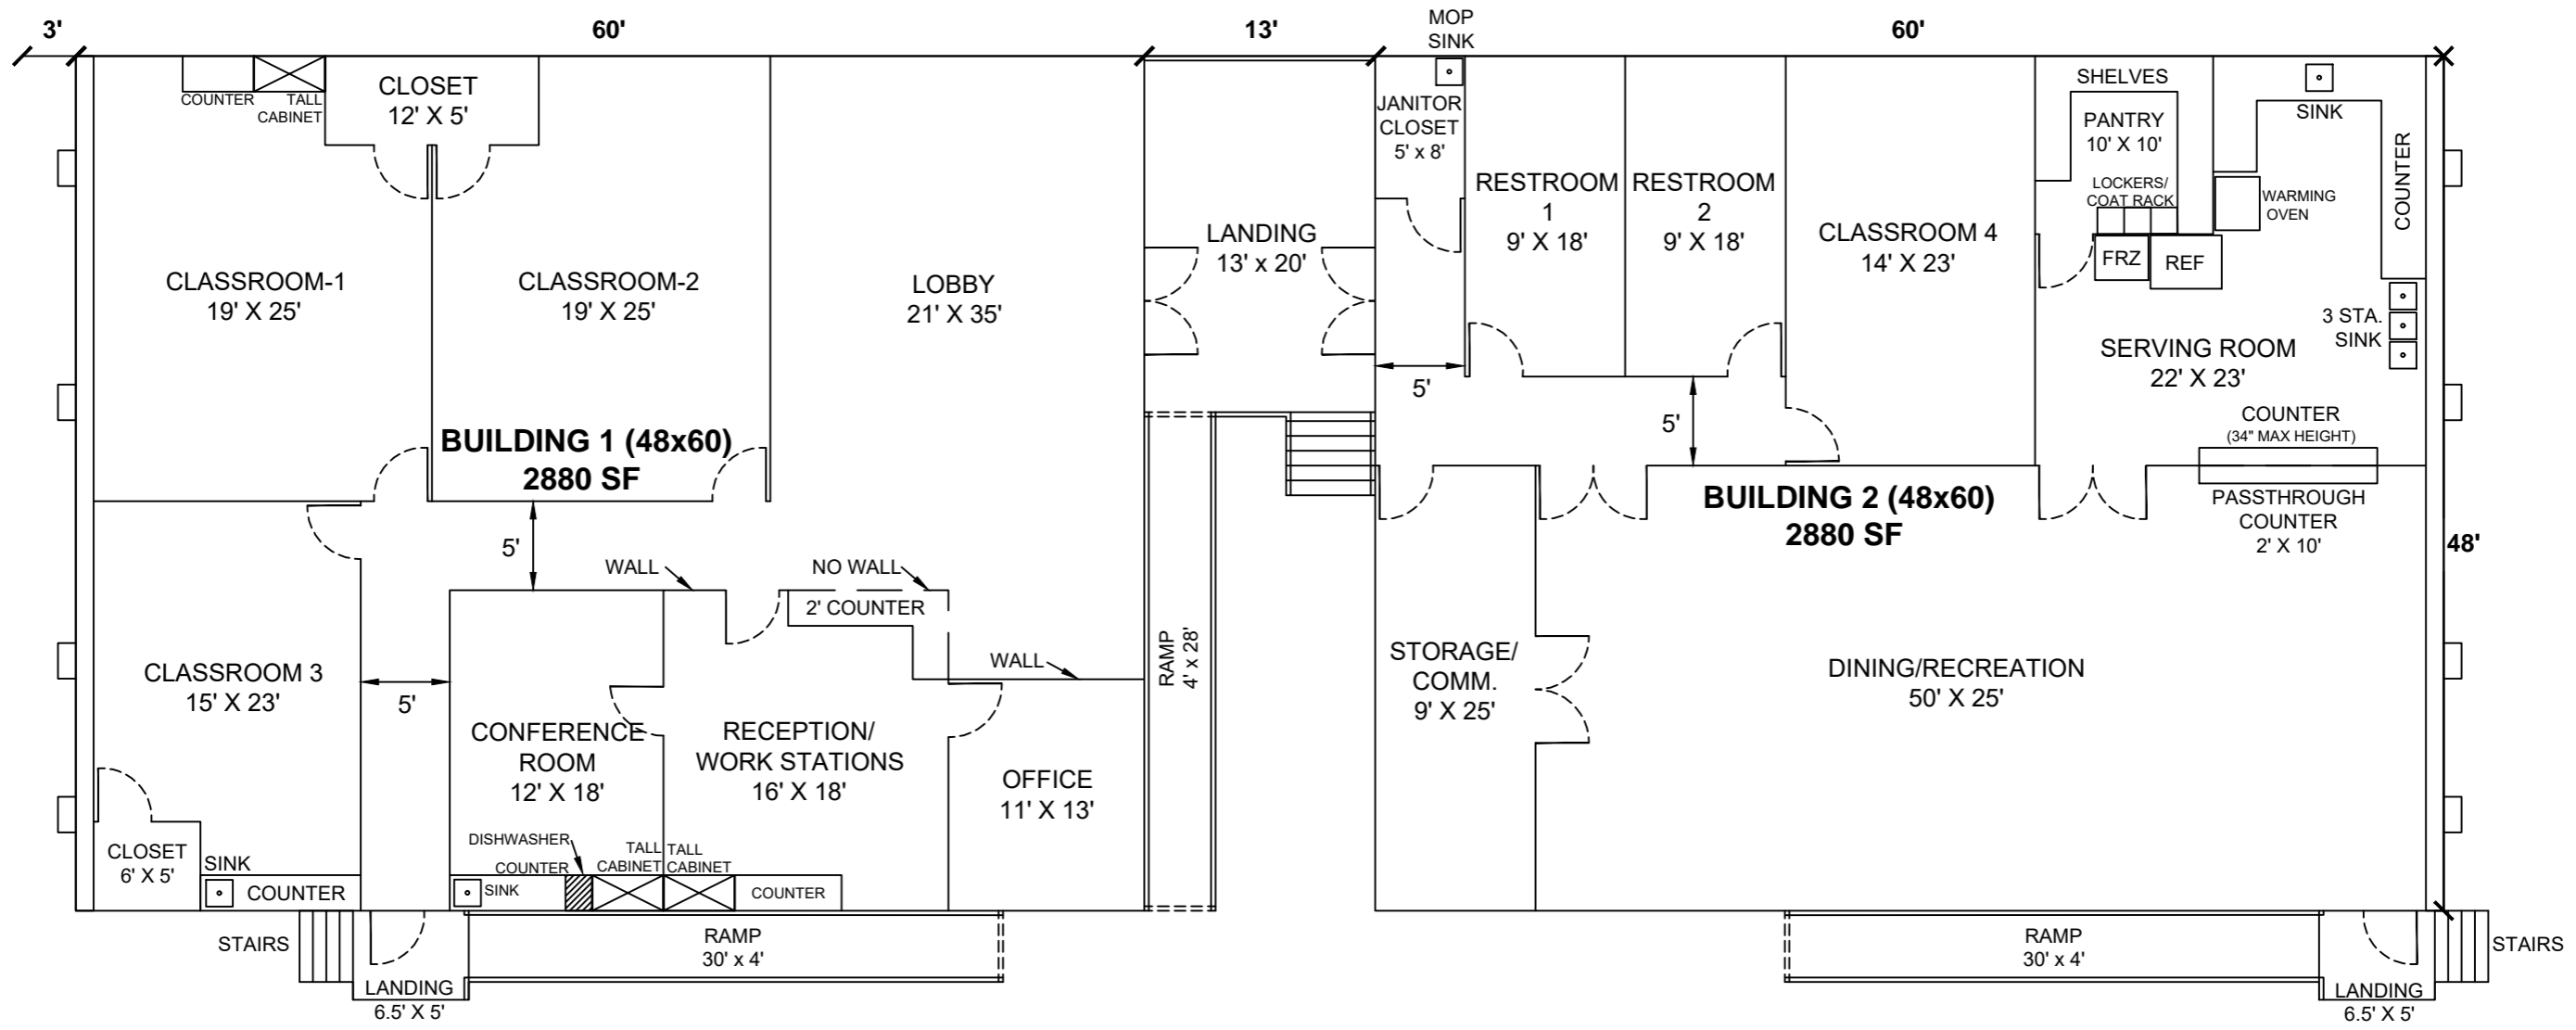 3'
60'
13'
MOP
SINK
60'
COUNTER
TALL
CABINET
CLOSET
12' X 5'
JANITOR
CLOSET
5' x 8'
SHELVES
PANTRY
10' X 10'
LOCKERS/
COAT RACK
SINK
COUNTER
WARMING
OVEN
FRZ
REF
CLASSROOM-1
19' X 25'
CLASSROOM-2
19' X 25'
LOBBY
21' X 35'
LANDING
13' x 20'
RESTROOM
1
9' X 18'
RESTROOM
2
9' X 18'
CLASSROOM 4
14' X 23'
3 STA.
SINK
SERVING ROOM
22' X 23'
5'
5'
COUNTER
(34" MAX HEIGHT)
BUILDING 1 (48x60)
2880 SF
BUILDING 2 (48x60)
2880 SF
PASSTHROUGH
COUNTER
2' X 10'
48'
5'
WALL
NO WALL
2' COUNTER
WALL
RAMP
4' x 28'
CLASSROOM 3
15' X 23'
5'
CONFERENCE
ROOM
12' X 18'
RECEPTION/
WORK STATIONS
16' X 18'
OFFICE
11' X 13'
STORAGE/
COMM.
9' X 25'
DINING/RECREATION
50' X 25'
CLOSET
6' X 5'
SINK
COUNTER
DISHWASHER
COUNTER
SINK
TALL
CABINET
TALL
CABINET
COUNTER
STAIRS
LANDING
6.5' X 5'
RAMP
30' x 4'
RAMP
30' x 4'
LANDING
6.5' X 5'
STAIRS